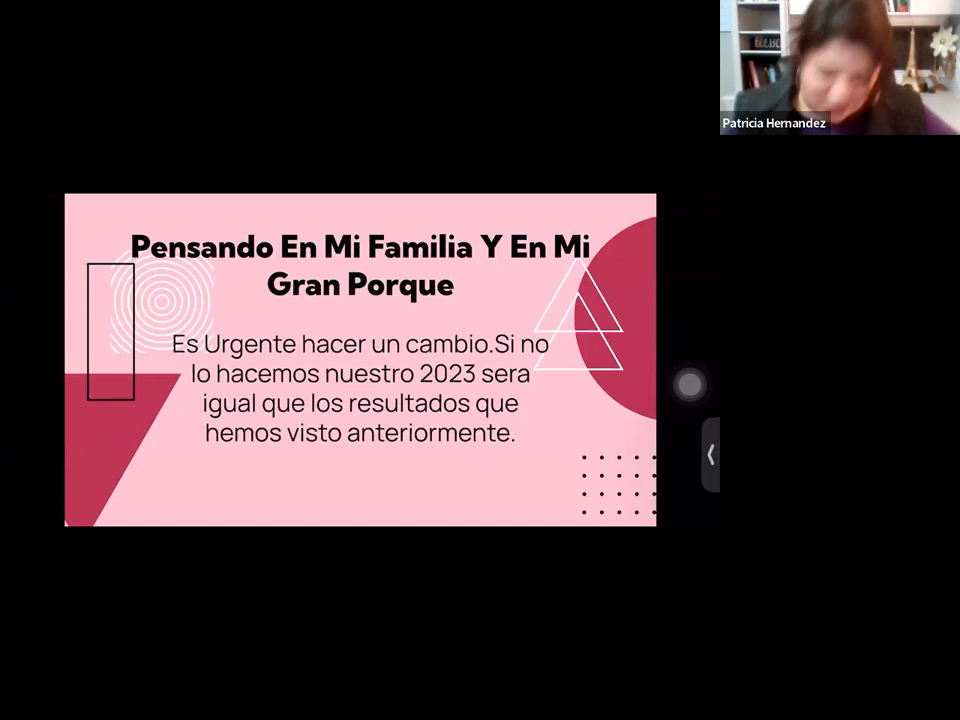 Patricia Hernandez
Pensando En Mi Familia Y En Mi
Gran Porque
Es Urgente hacer un cambio.Si no
lo hacemos nuestro 2023 sera
igual que los resultados que
hemos visto anteriormente.